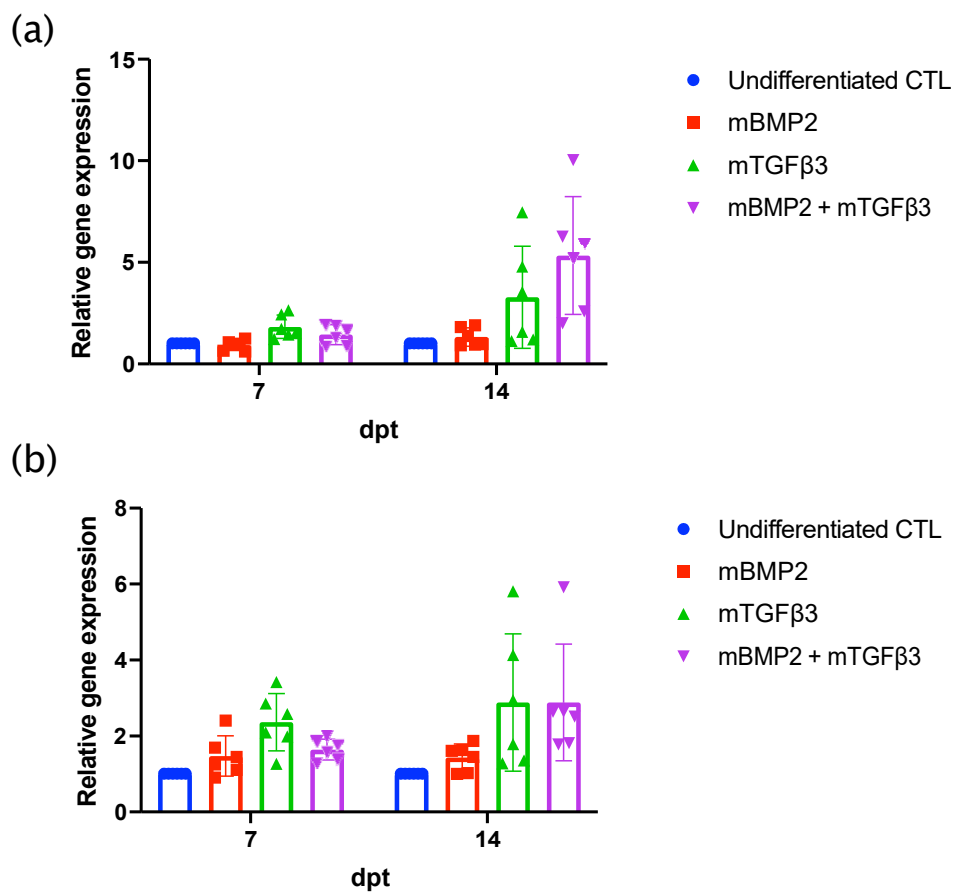 (a)
Relative gene expression
15
10
5
0
7
14
dpt
Undifferentiated CTL
mBMP2
mTGFβ3
mBMP2 + mTGFβ3
(b)
Relative gene expression
8
6
4
2
0
7
14
dpt
Undifferentiated CTL
mBMP2
mTGFβ3
mBMP2 + mTGFβ3